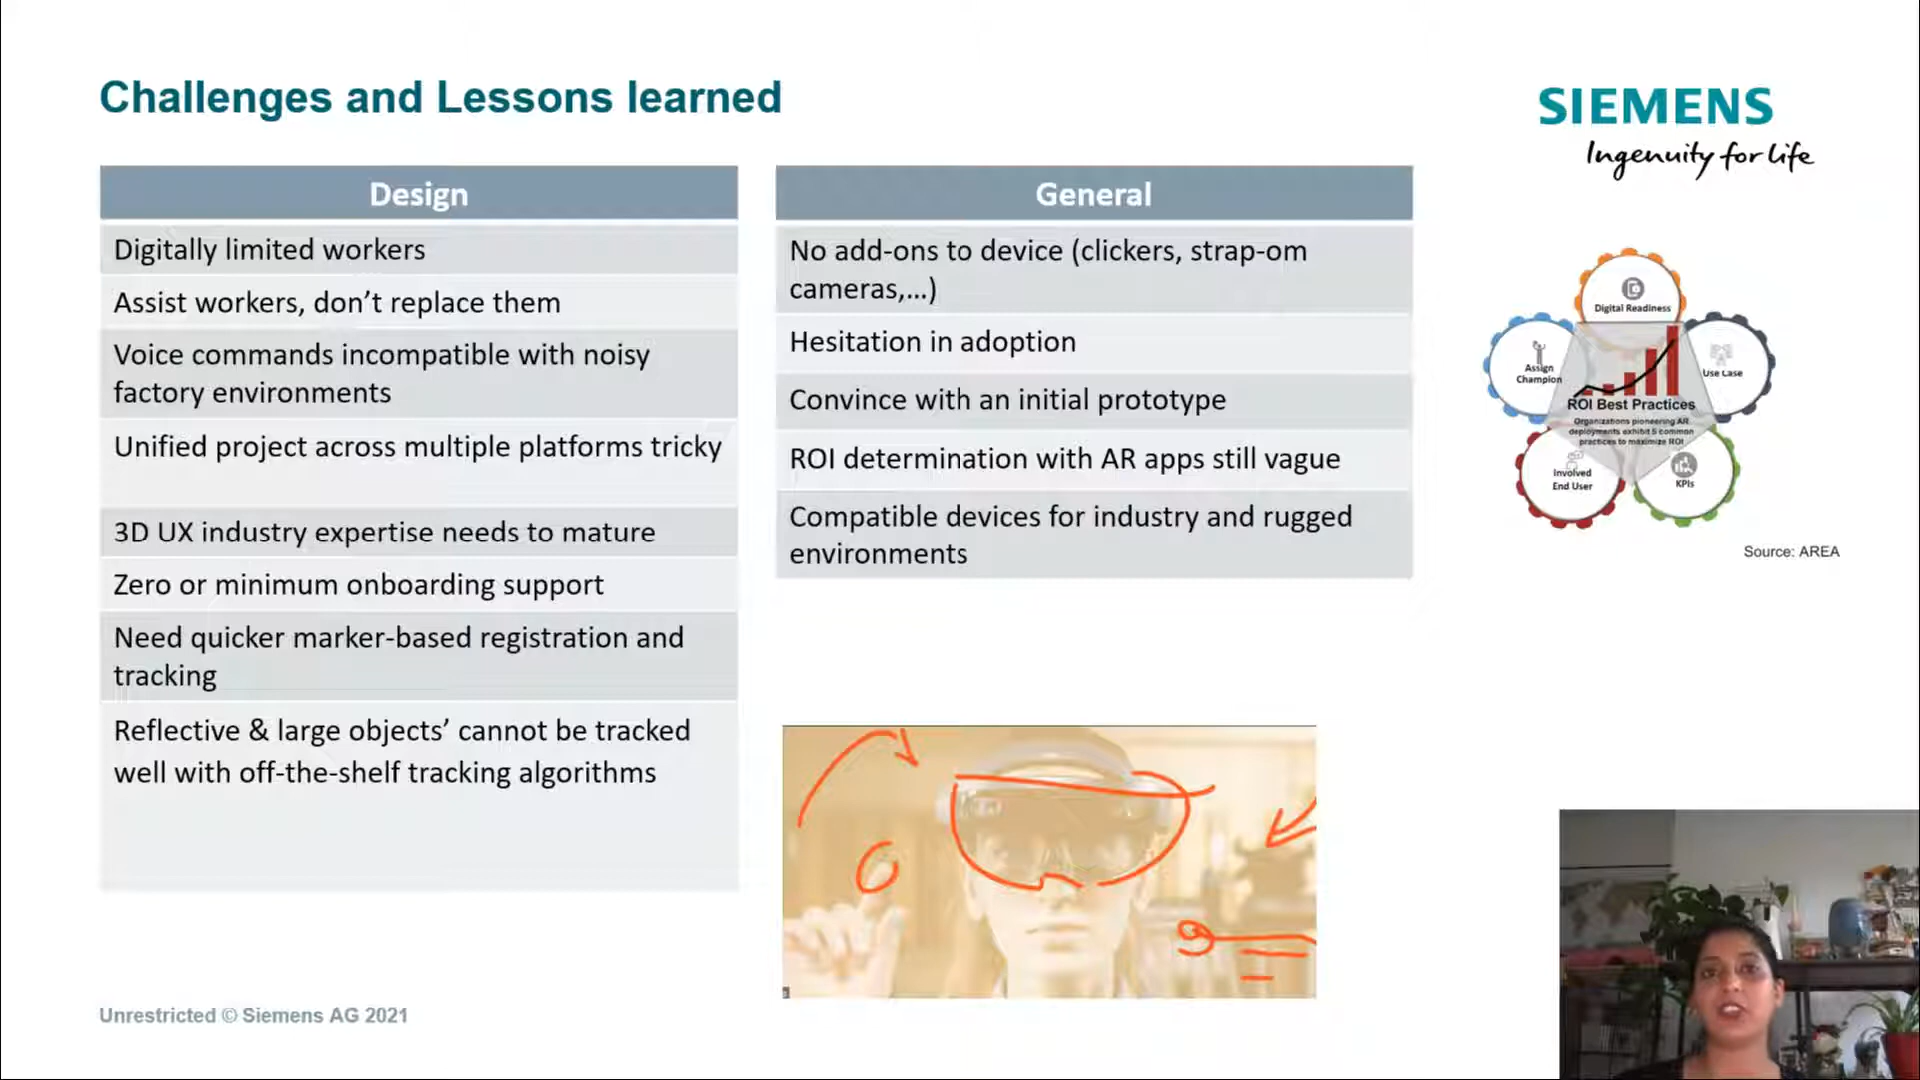 Challenges and Lessons learned
SIEMENS
Ingenuity for life
Design
Digitally limited workers
Assist workers, don't replace them
Voice commands incompatible with noisy
factory environments
Unified project across multiple platforms tricky
3D UX industry expertise needs to mature
Zero or minimum onboarding support
Need quicker marker-based registration and
tracking
Reflective & large objects' cannot be tracked
well with off-the-shelf tracking algorithms
General
No add-ons to device (clickers, strap-om
cameras,...)
Hesitation in adoption
Convince with an initial prototype
ROI determination with AR apps still vague
Compatible devices for industry and rugged
environments
Digital Readiness
Assign
Champion
Use Case
ROI Best Practices
Organizations pioneering AR
deployments exhibit 5 common
practices to maximize ROI
Involved
End User
KPIs
Source: AREA
Unrestricted © Siemens AG 2021